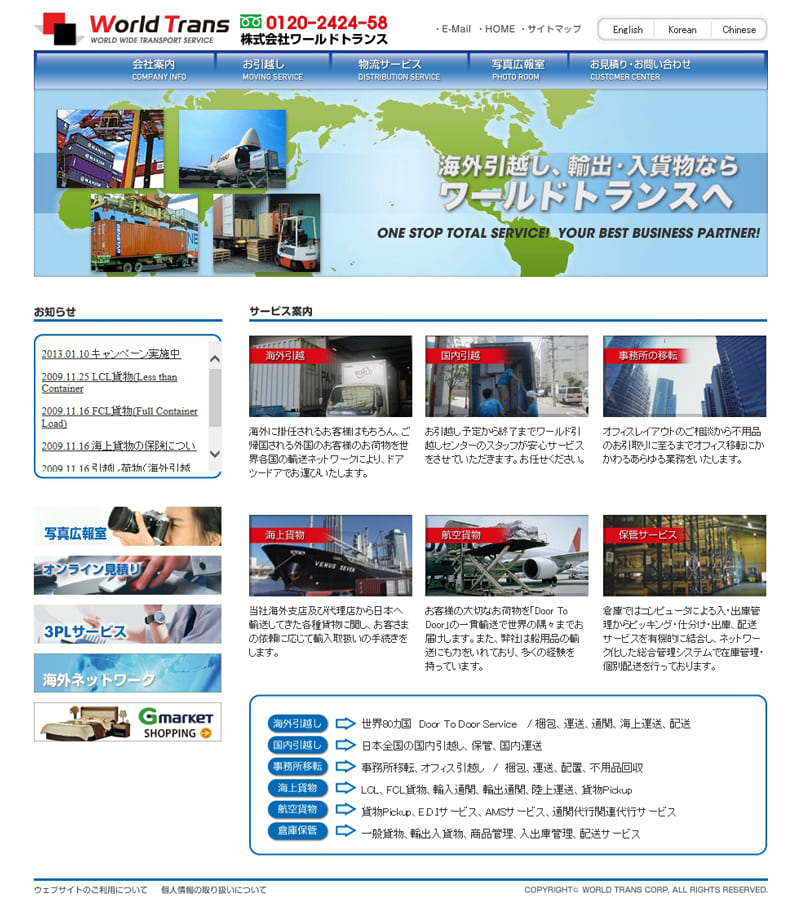 World Trans
WORLD WIDE TRANSPORT SERVICE
0120-2424-58
株式会社ワールドトランス
・E-Mail ・HOME ・サイトマップ
English Korean Chinese
会社案内 お引越し 物流サービス 写真広報室 お見積り・お問い合わせ
COMPANY INFO MOVING SERVICE DISTRIBUTION SERVICE PHOTO ROOM CUSTOMER CENTER
海外引越し、輸出・入貨物なら
ワールドトランスへ
ONE STOP TOTAL SERVICE! YOUR BEST BUSINESS PARTNER!
お知らせ
2013.01.10 キャンペーン実施中
2009.11.25 LCL貨物(Less than
Container
2009.11.16 FCL貨物(Full Container
Load)
2009.11.16 海上貨物の保険につい
2009.11.16 引越し荷物(海外引越
写真広報室
オンライン見積り
3PLサービス
海外ネットワーク
Gmarket
SHOPPING
サービス案内
海外引越
海外に掛任されるお客様はもちろん、ご
帰国される外国のお客様のお荷物を世
界各国の輸送ネットワークにより、ドア
ツードアでお運びいたします。
国内引越
お引越し予定から終了までワールド引
越しセンターのスタッフが安心サービス
をさせていただきます。お任せください。
事務所の移転
オフィスレイアウトのご相談から不用品
のお引取りに至るまでオフィス移転にか
かわるあらゆる業務をいたします。
海上貨物
VENUS SEVEN
当社海外支店及び代理店から日本へ
輸送してきた各種貨物に関し、お客さま
の依頼に応じて輸入取扱いの手続きを
します。
航空貨物
お客様の大切なお荷物を「Door To
Door」の一貫輸送で世界の隅々までお
届けします。また、弊社は船用品の輸
送にも力をいれており、多くの経験を
持っています。
保管サービス
倉庫ではコンピュータによる入・出庫管
理からピッキング・仕分け・出庫、配送
サービスを有機的に結合し、ネットワー
ク化した総合管理システムで在庫管理・
個別配送を行っております。
海外引越し 世界80カ国 Door To Door Service / 梱包、運送、通関、海上運送、配送
国内引越し 日本全国の国内引越し、保管、国内運送
事務所移転 事務所移転、オフィス引越し / 梱包、運送、配置、不用品回収
海上貨物 LCL、FCL貨物、輸入通関、輸出通関、陸上運送、貨物Pickup
航空貨物 貨物Pickup、EDIサービス、AMSサービス、通関代行関連代行サービス
倉庫保管 一般貨物、輸出入貨物、商品管理、入出庫管理、配送サービス
ウェブサイトのご利用について 個人情報の取り扱いについて
COPYRIGHT© WORLD TRANS CORP. ALL RIGHTS RESERVED.